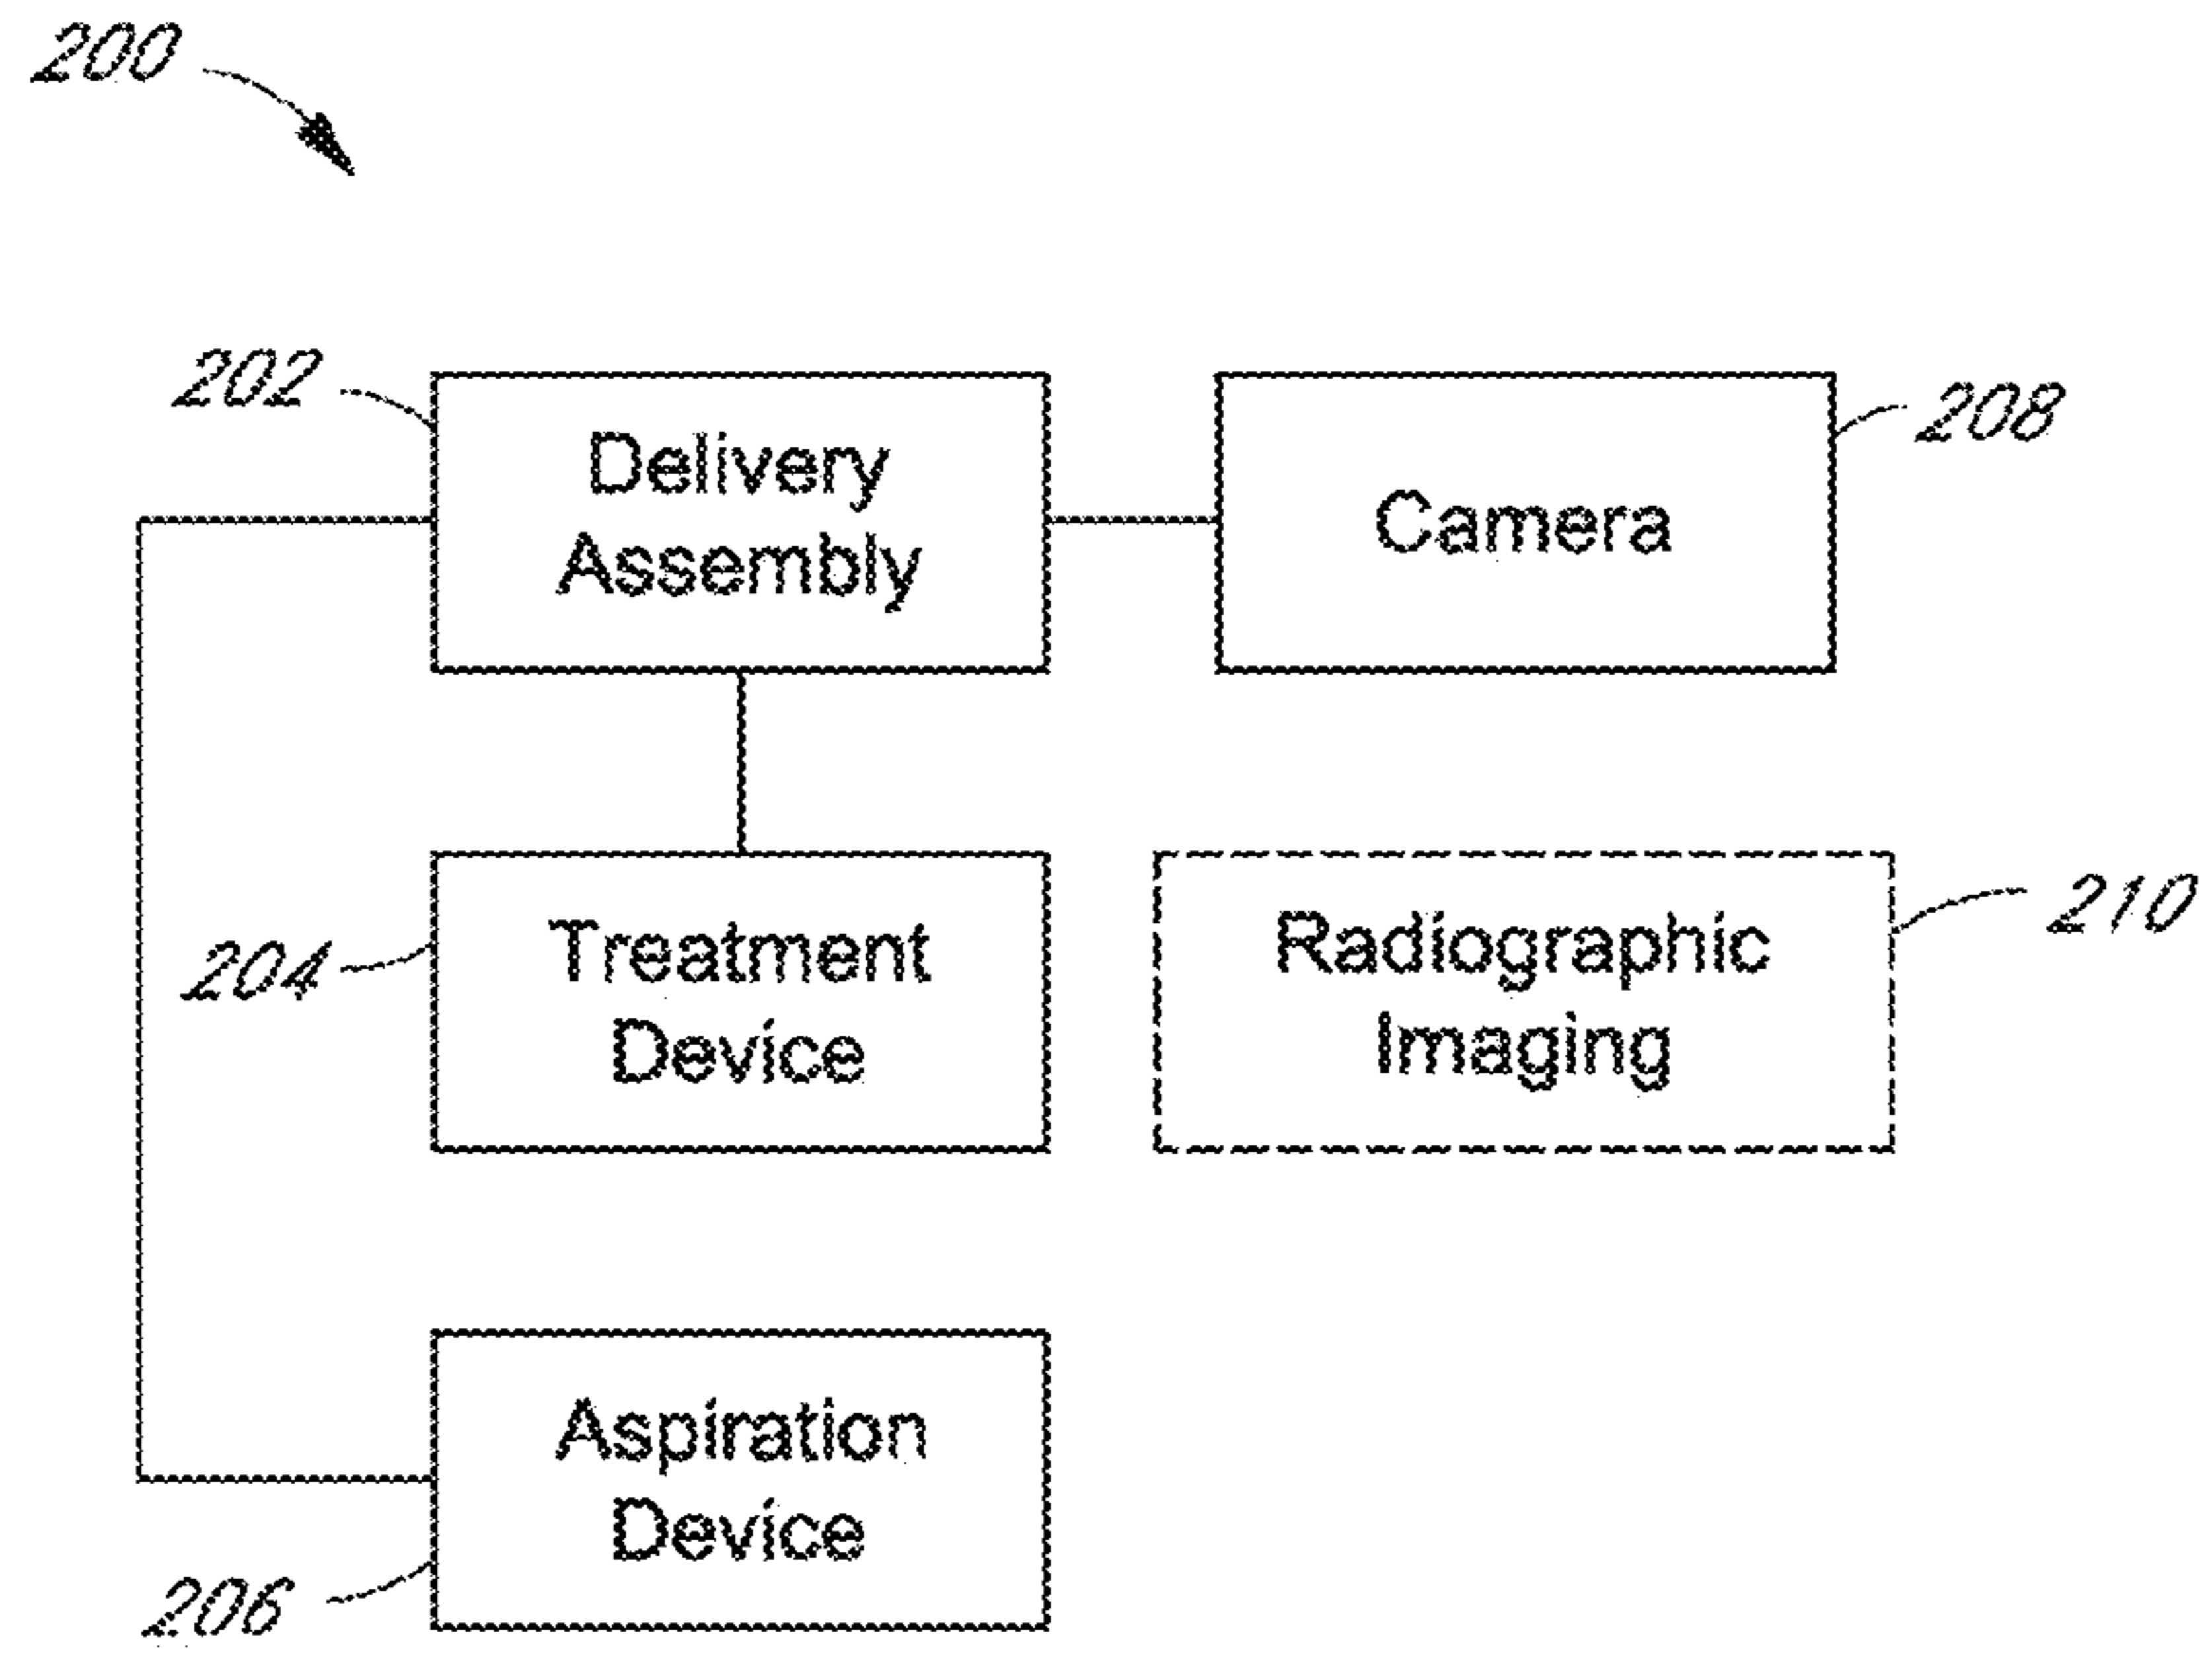 200
202
Delivery
Assembly
Camera
208
204
Treatment
Device
Radiographic
Imaging
210
Aspiration
Device
206